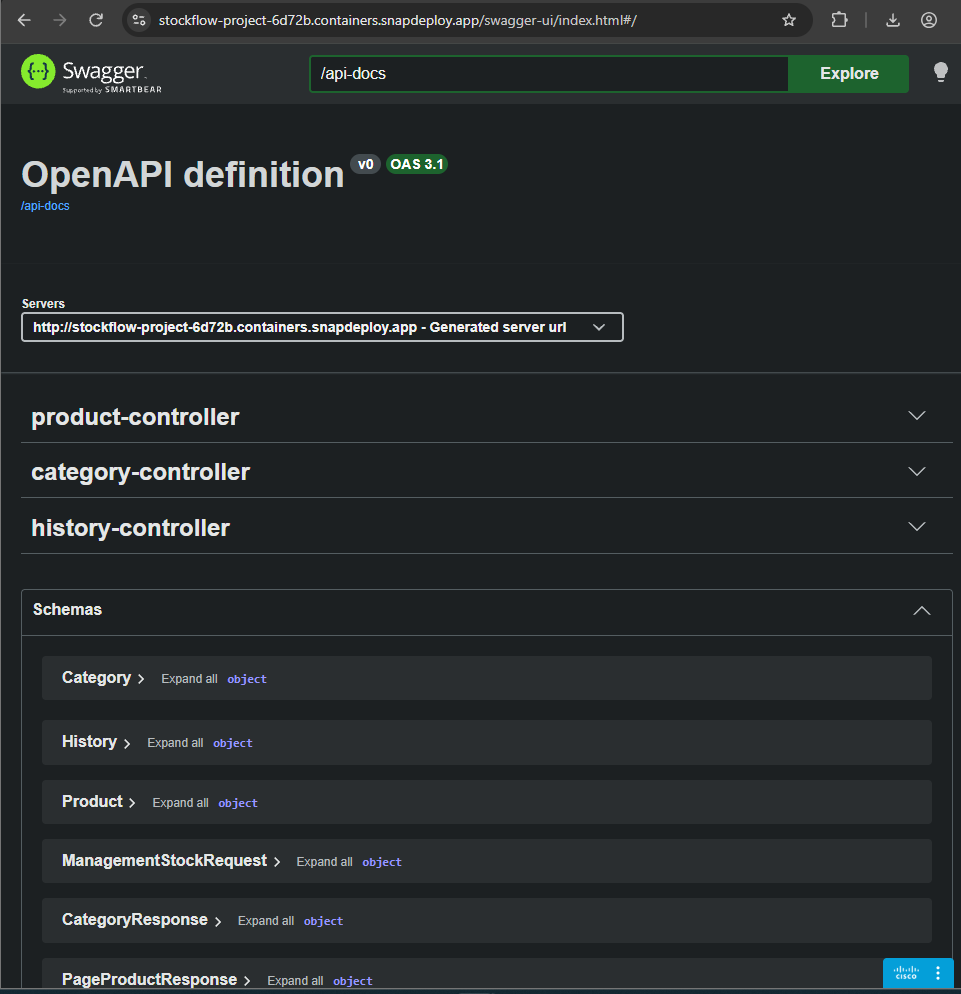 stockflow-project-6d72b.containers.snapdeploy.app/swagger-ui/index.html#/
{···} Swagger.
Supported by SMARTBEAR
/api-docs
Explore
OpenAPI definition v0 OAS 3.1
/api-docs
Servers
http://stockflow-project-6d72b.containers.snapdeploy.app - Generated server url
product-controller
category-controller
history-controller
Schemas
Category Expand all object
History Expand all object
Product Expand all object
ManagementStockRequest Expand all object
CategoryResponse Expand all object
PageProductResponse Expand all object
CISCO